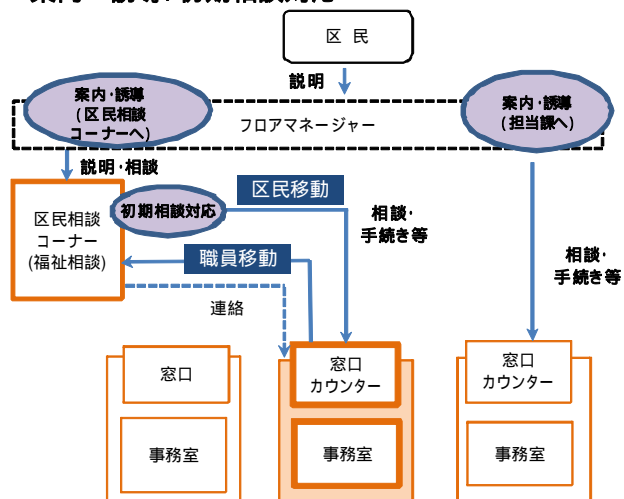 区 民
説明
案内・誘導
(区民相談
コーナーへ)
フロアマネージャー
案内・誘導
(担当課へ)
説明・相談
区民相談
コーナー
(福祉相談)
初期相談対応
区民移動
相談・
手続き等
職員移動
相談・
手続き等
連絡
窓口
窓口
カウンター
窓口
カウンター
事務室
事務室
事務室